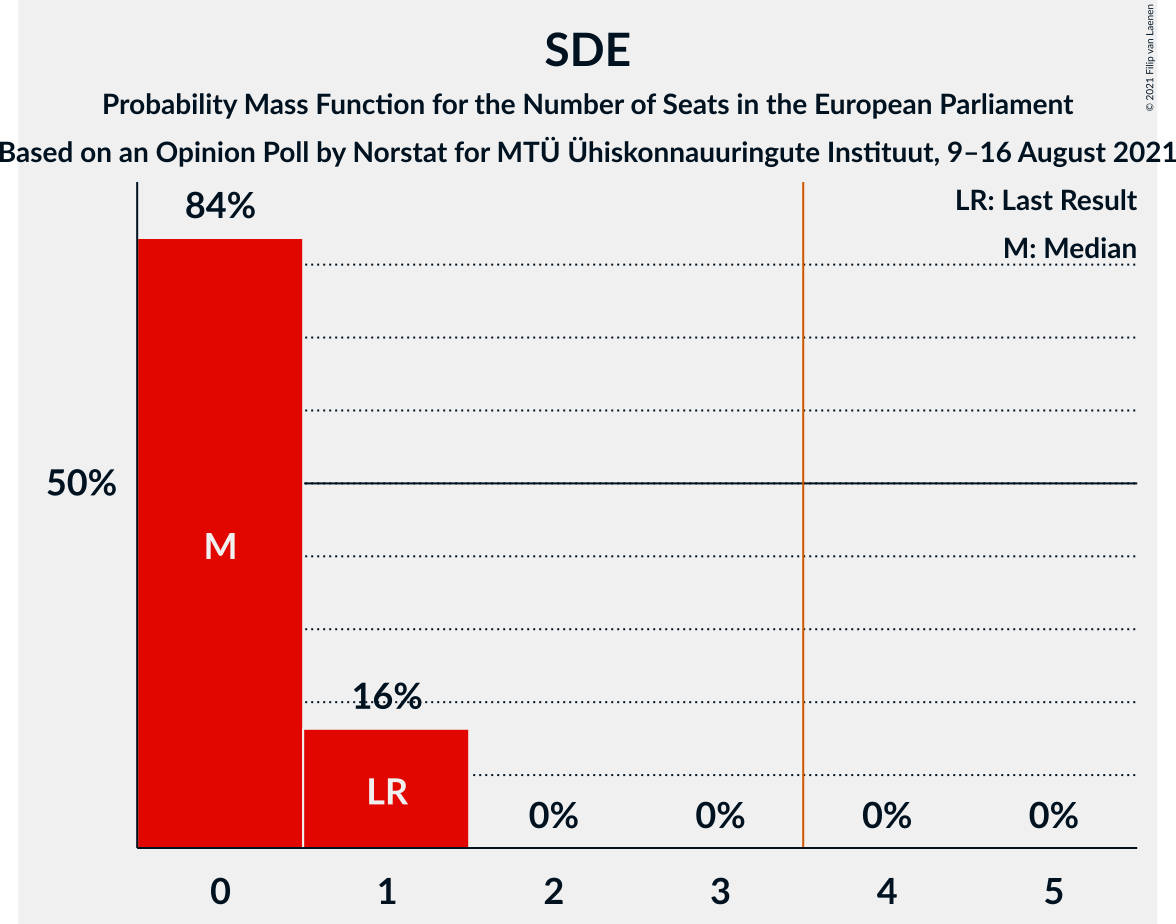 SDE
Probability Mass Function for the Number of Seats in the European Parliament
Based on an Opinion Poll by Norstat for MTÜ Ühiskonnauuringute Instituut, 9–16 August 2021
© 2021 Filip van Laenen
LR: Last Result
M: Median
84%
50%
M
16%
LR
0%
0%
0%
0%
0
1
2
3
4
5